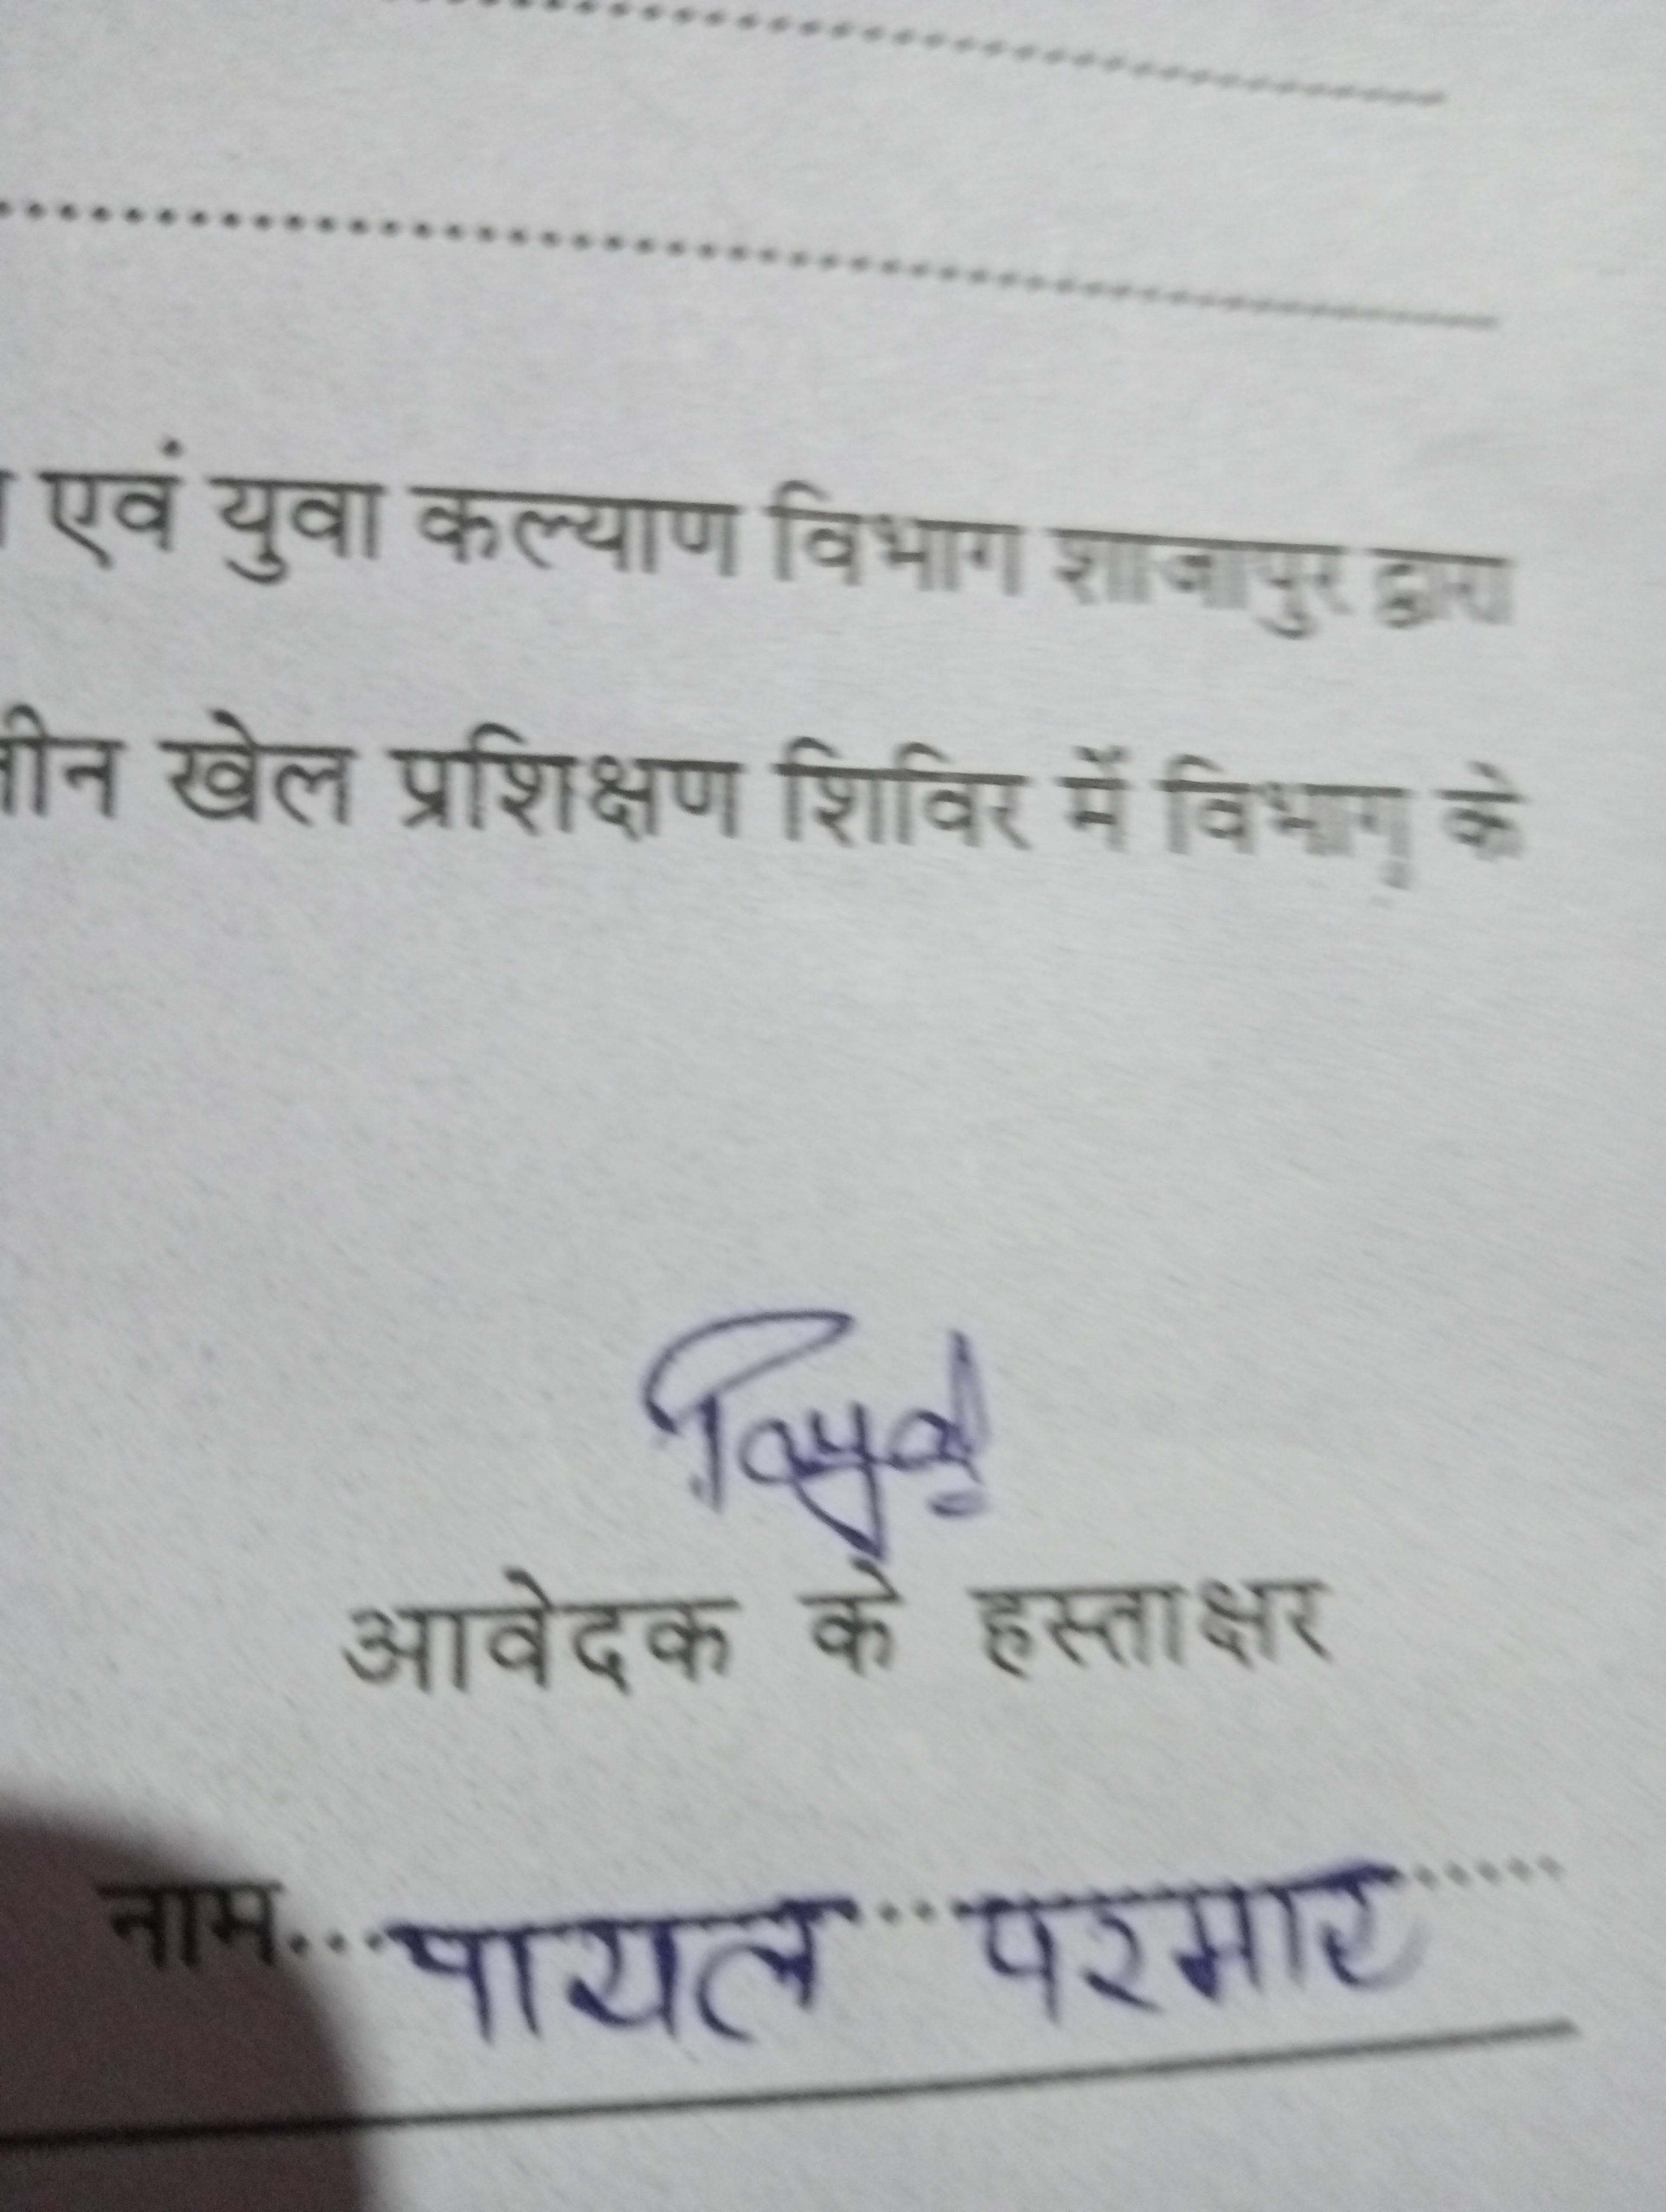 एवं युवा कल्याण विभाग शाजापुर द्वारा
खेल प्रशिक्षण शिविर में विभाग के
Payal
आवेदक के हस्ताक्षर
नाम...पायल परमार.....